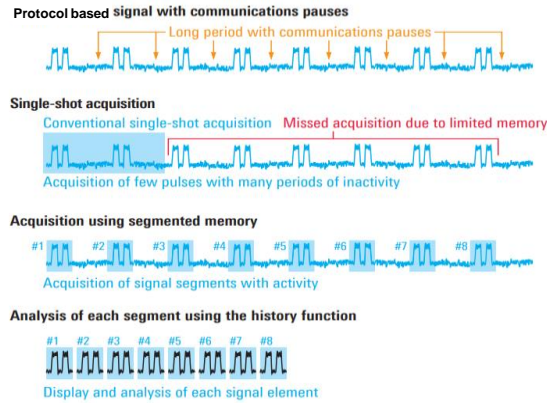 Protocol based signal with communications pauses
Long period with communications pauses
Single-shot acquisition
Conventional single-shot acquisition Missed acquisition due to limited memory
Acquisition of few pulses with many periods of inactivity
Acquisition using segmented memory
#1 #2 #3 #4 #5 #6 #7 #8
Acquisition of signal segments with activity
Analysis of each segment using the history function
#1 #2 #3 #4 #5 #6 #7 #8
Display and analysis of each signal element